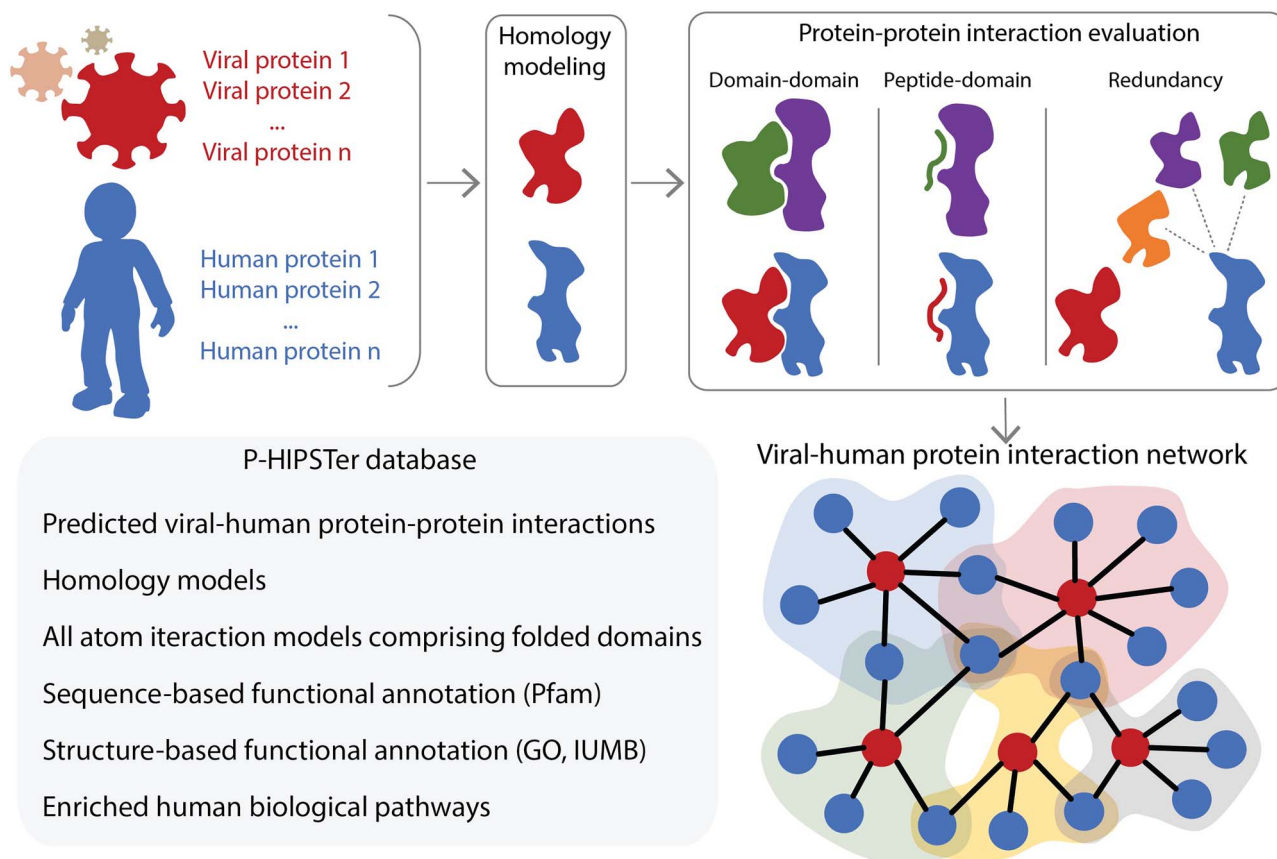 Viral protein 1
Viral protein 2
...
Viral protein n
Human protein 1
Human protein 2
...
Human protein n
Homology
modeling
Protein-protein interaction evaluation
Domain-domain
Peptide-domain
Redundancy
P-HIPSTer database
Predicted viral-human protein-protein interactions
Homology models
All atom iteraction models comprising folded domains
Sequence-based functional annotation (Pfam)
Structure-based functional annotation (GO, IUMB)
Enriched human biological pathways
Viral-human protein interaction network